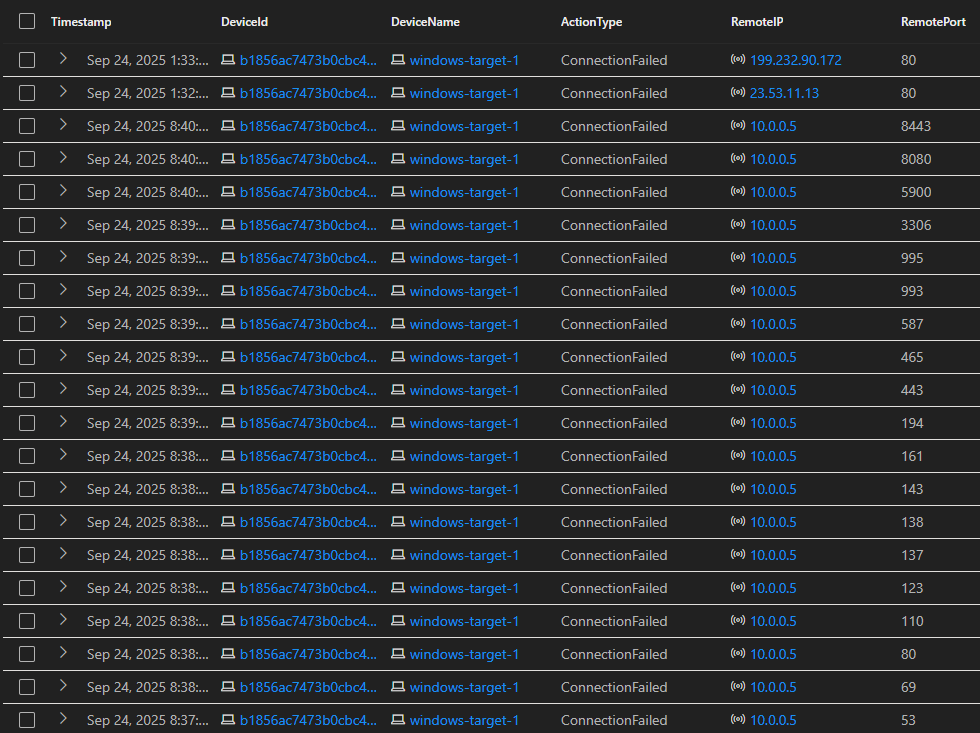 Timestamp DeviceId DeviceName ActionType RemoteIP RemotePort
Sep 24, 2025 1:33:... b1856ac7473b0cbc4... windows-target-1 ConnectionFailed 199.232.90.172 80
Sep 24, 2025 1:32:... b1856ac7473b0cbc4... windows-target-1 ConnectionFailed 23.53.11.13 80
Sep 24, 2025 8:40:... b1856ac7473b0cbc4... windows-target-1 ConnectionFailed 10.0.0.5 8443
Sep 24, 2025 8:40:... b1856ac7473b0cbc4... windows-target-1 ConnectionFailed 10.0.0.5 8080
Sep 24, 2025 8:40:... b1856ac7473b0cbc4... windows-target-1 ConnectionFailed 10.0.0.5 5900
Sep 24, 2025 8:39:... b1856ac7473b0cbc4... windows-target-1 ConnectionFailed 10.0.0.5 3306
Sep 24, 2025 8:39:... b1856ac7473b0cbc4... windows-target-1 ConnectionFailed 10.0.0.5 995
Sep 24, 2025 8:39:... b1856ac7473b0cbc4... windows-target-1 ConnectionFailed 10.0.0.5 993
Sep 24, 2025 8:39:... b1856ac7473b0cbc4... windows-target-1 ConnectionFailed 10.0.0.5 587
Sep 24, 2025 8:39:... b1856ac7473b0cbc4... windows-target-1 ConnectionFailed 10.0.0.5 465
Sep 24, 2025 8:39:... b1856ac7473b0cbc4... windows-target-1 ConnectionFailed 10.0.0.5 443
Sep 24, 2025 8:39:... b1856ac7473b0cbc4... windows-target-1 ConnectionFailed 10.0.0.5 194
Sep 24, 2025 8:38:... b1856ac7473b0cbc4... windows-target-1 ConnectionFailed 10.0.0.5 161
Sep 24, 2025 8:38:... b1856ac7473b0cbc4... windows-target-1 ConnectionFailed 10.0.0.5 143
Sep 24, 2025 8:38:... b1856ac7473b0cbc4... windows-target-1 ConnectionFailed 10.0.0.5 138
Sep 24, 2025 8:38:... b1856ac7473b0cbc4... windows-target-1 ConnectionFailed 10.0.0.5 137
Sep 24, 2025 8:38:... b1856ac7473b0cbc4... windows-target-1 ConnectionFailed 10.0.0.5 123
Sep 24, 2025 8:38:... b1856ac7473b0cbc4... windows-target-1 ConnectionFailed 10.0.0.5 110
Sep 24, 2025 8:38:... b1856ac7473b0cbc4... windows-target-1 ConnectionFailed 10.0.0.5 80
Sep 24, 2025 8:38:... b1856ac7473b0cbc4... windows-target-1 ConnectionFailed 10.0.0.5 69
Sep 24, 2025 8:37:... b1856ac7473b0cbc4... windows-target-1 ConnectionFailed 10.0.0.5 53